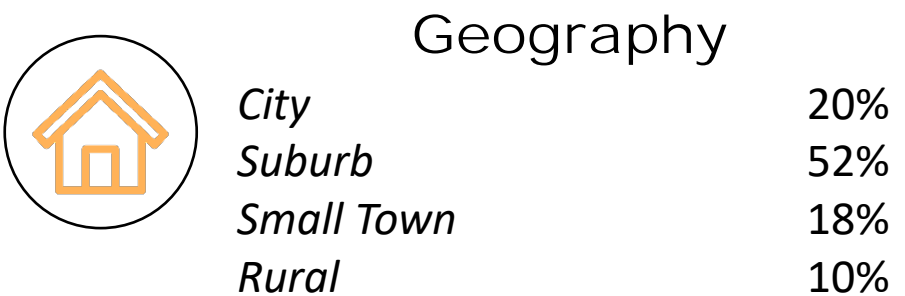 Geography
City 20%
Suburb 52%
Small Town 18%
Rural 10%